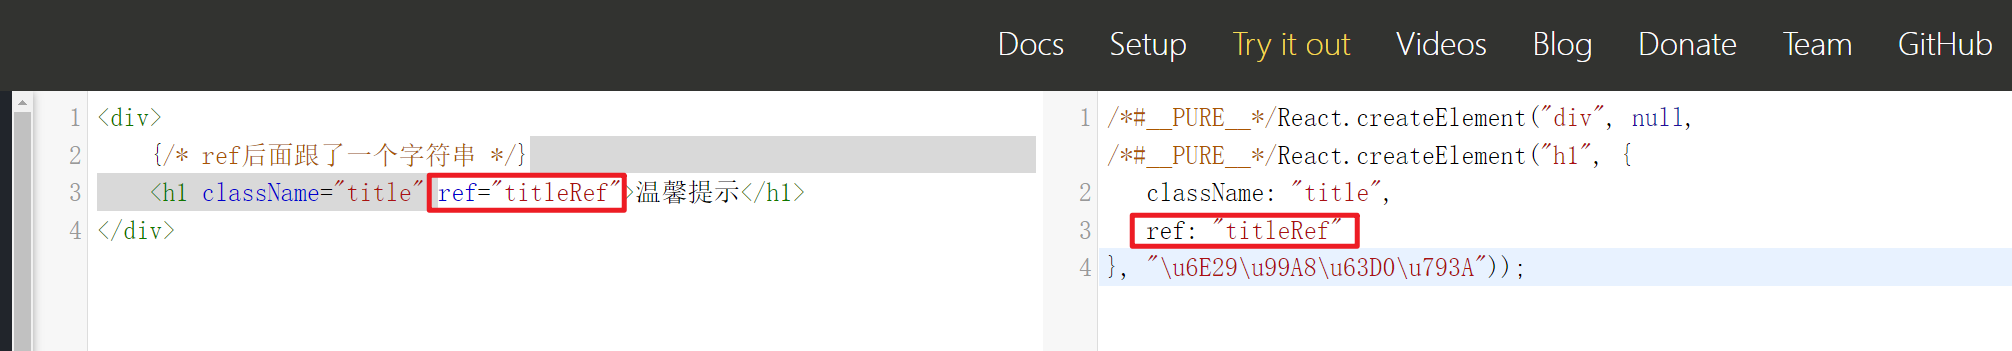 Docs Setup Try it out Videos Blog Donate Team GitHub
1 <div>
2 {/* ref后面跟了一个字符串 */}
3 <h1 className="title" ref="titleRef">温馨提示</h1>
4 </div>
1 /*#__PURE__*/React.createElement("div", null,
/*#__PURE__*/React.createElement("h1", {
2 className: "title",
3 ref: "titleRef"
4 }, "\u6E29\u99A8\u63D0\u793A"));